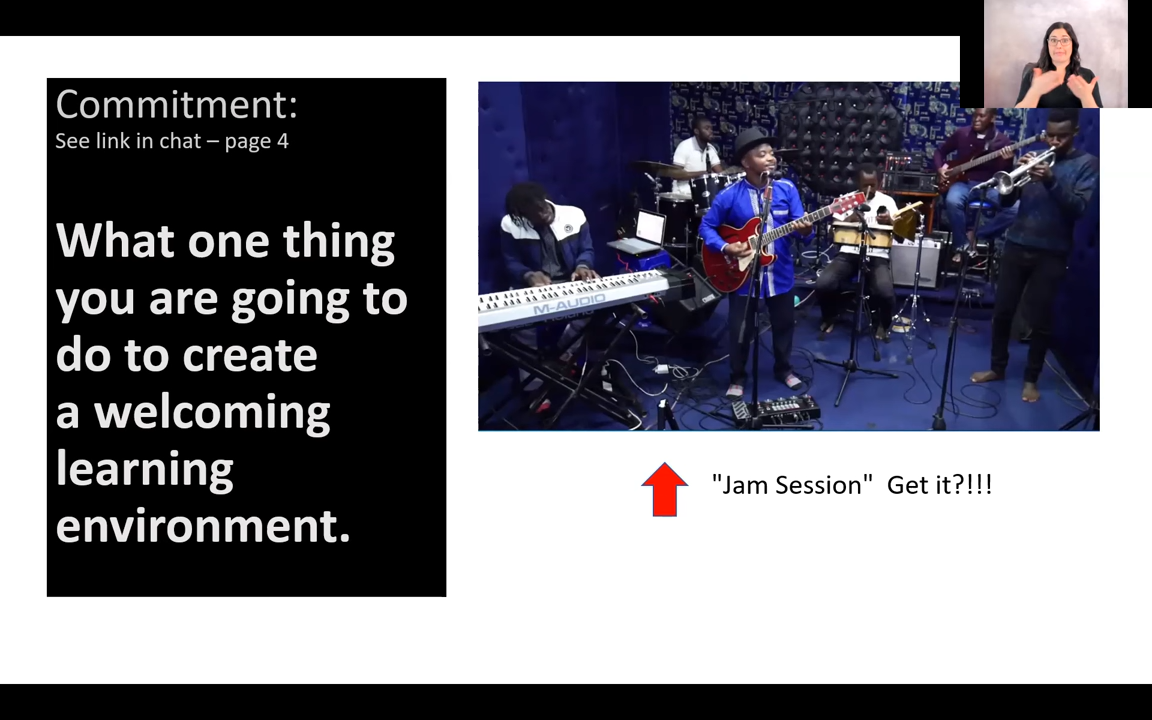 Commitment:
See link in chat – page 4
What one thing
you are going to
do to create
a welcoming
learning
environment.
M-AUDIO
"Jam Session"  Get it?!!!